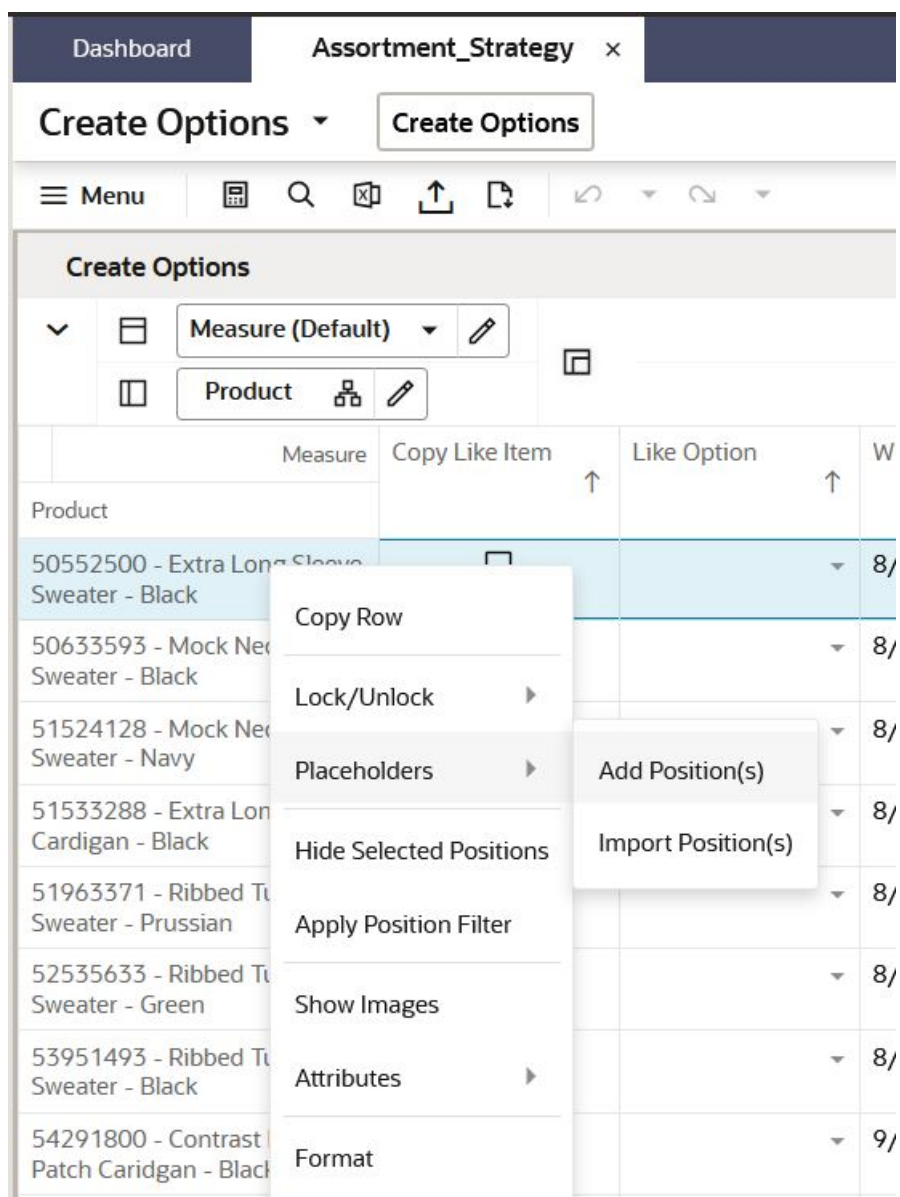 Dashboard
Assortment_Strategy ×
Create Options
Create Options
Menu
Create Options
Measure (Default)
Product
Measure
Copy Like Item
Like Option
W
Product
50552500 - Extra Long Sleeve
Sweater - Black
8/
50633593 - Mock Nec
Sweater - Black
8/
51524128 - Mock Nec
Sweater - Navy
8/
51533288 - Extra Lon
Cardigan - Black
8/
51963371 - Ribbed Tu
Sweater - Prussian
8/
52535633 - Ribbed Tu
Sweater - Green
8/
53951493 - Ribbed Tu
Sweater - Black
8/
54291800 - Contrast
Patch Caridgan - Black
9/
Copy Row
Lock/Unlock
Placeholders
Hide Selected Positions
Apply Position Filter
Show Images
Attributes
Format
Add Position(s)
Import Position(s)